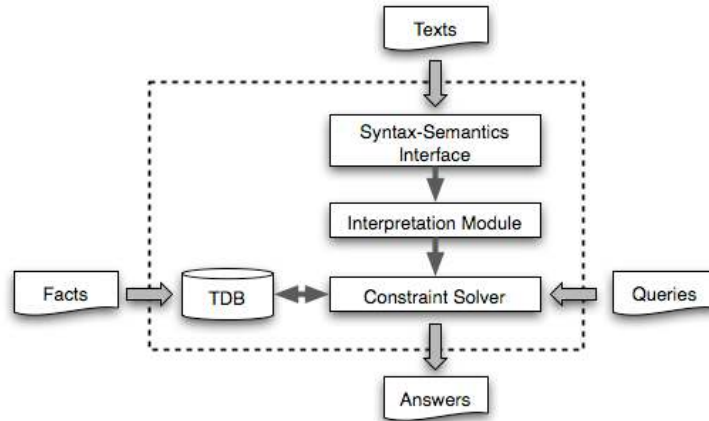 Texts
Syntax-Semantics
Interface
Interpretation Module
Facts
TDB
Constraint Solver
Queries
Answers